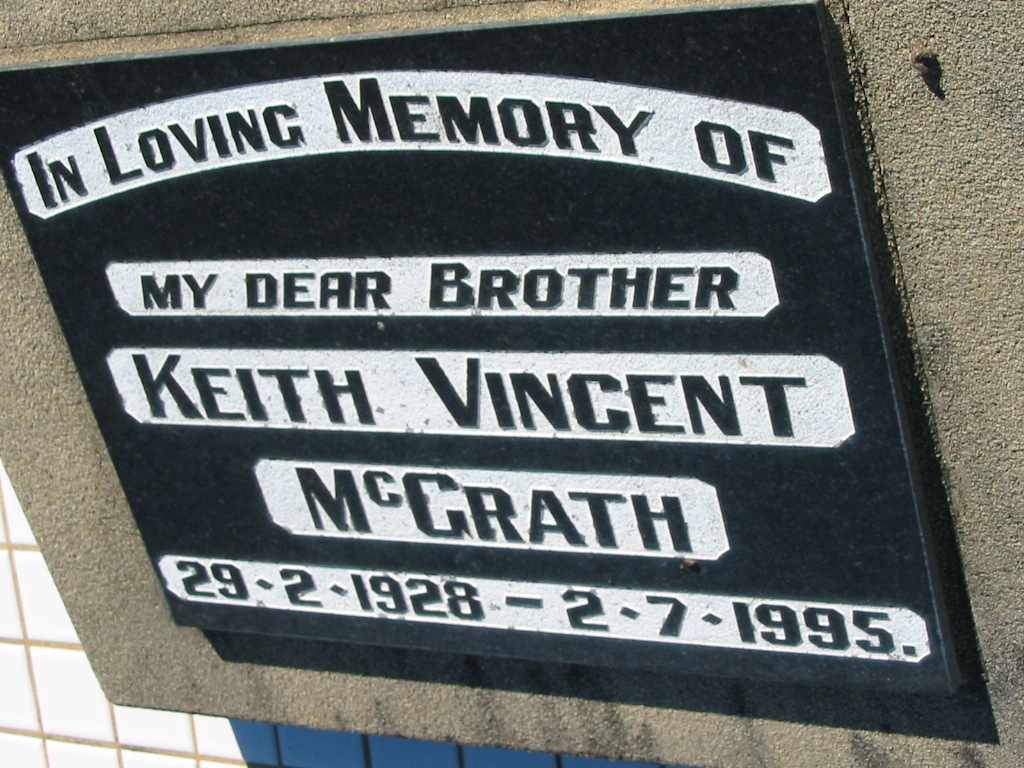 In Loving Memory of
my dear Brother
Keith Vincent
McGrath
29·2·1928 – 2·7·1995.